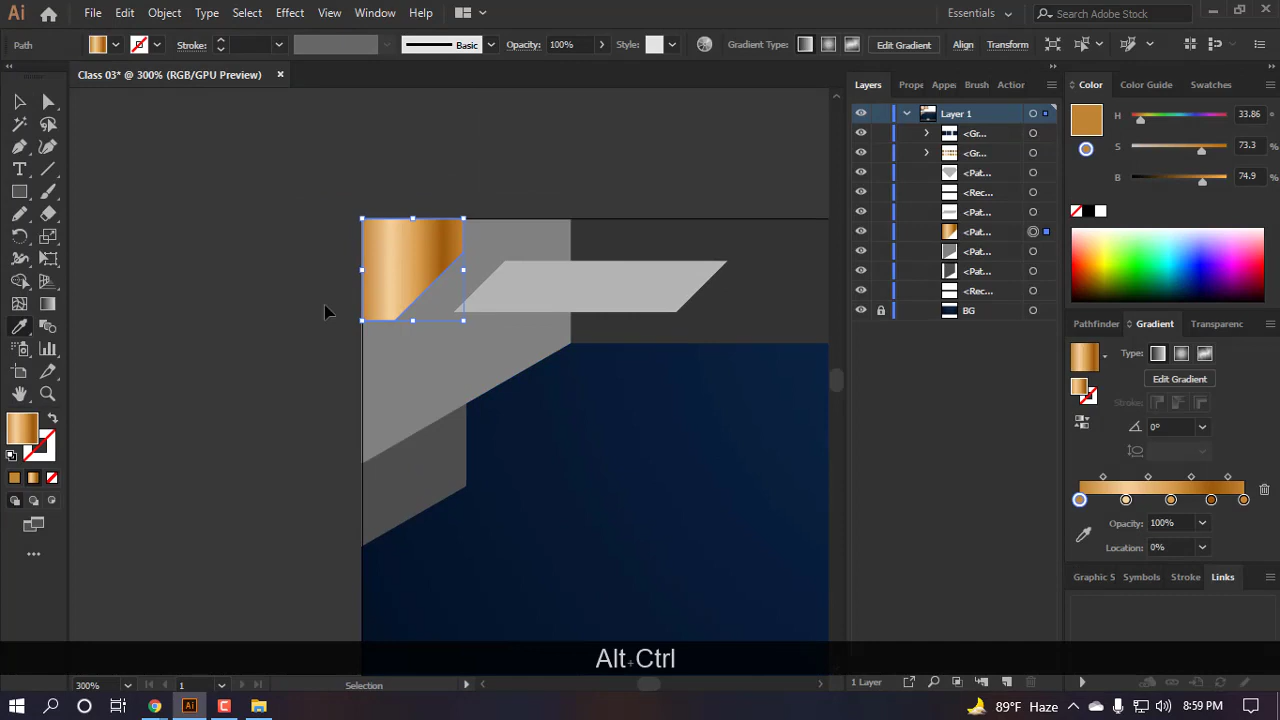 Ai File Edit Object Type Select Effect View Window Help Essentials Search Adobe Stock
Path Stroke: Basic Opacity: 100% Style: Gradient Type: Edit Gradient Align Transform
Class 03* @ 300% (RGB/GPU Preview) ×
Layers Prope Appea Brush Action
Color Color Guide Swatches
Layer 1
<Gr...
<Gr...
<Pat...
<Rec...
<Pat...
<Pat...
<Pat...
<Pat...
<Rec...
BG
H 33.86 °
S 73.3 %
B 74.9 %
Pathfinder Gradient Transparenc
Type:
Edit Gradient
Stroke:
0°
Opacity: 100%
Location: 0%
Graphic S Symbols Stroke Links
Alt+Ctrl
300% 1 Selection 1 Layer
Ai 89°F Haze 8:59 PM